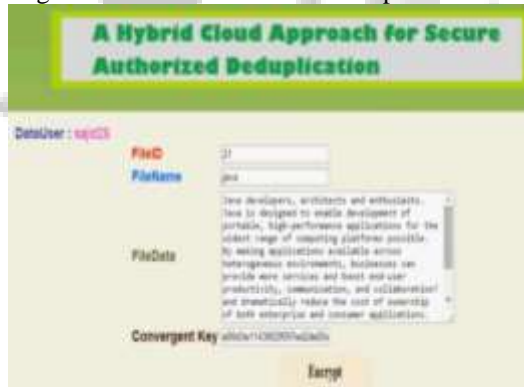 A Hybrid Cloud Approach for Secure
Authorized Deduplication
DataUser :
FileID
FileName java
FileData
Java developers, architects and enthusiasts.
Java is designed to enable development of
portable, high-performance applications for the
widest range of computing platforms possible.
By making applications available across
heterogeneous environments, businesses can
provide more services and boost end-user
productivity, communication, and collaboration?
and dramatically reduce the cost of ownership
of both enterprise and consumer applications.
Convergent Key
Encrypt